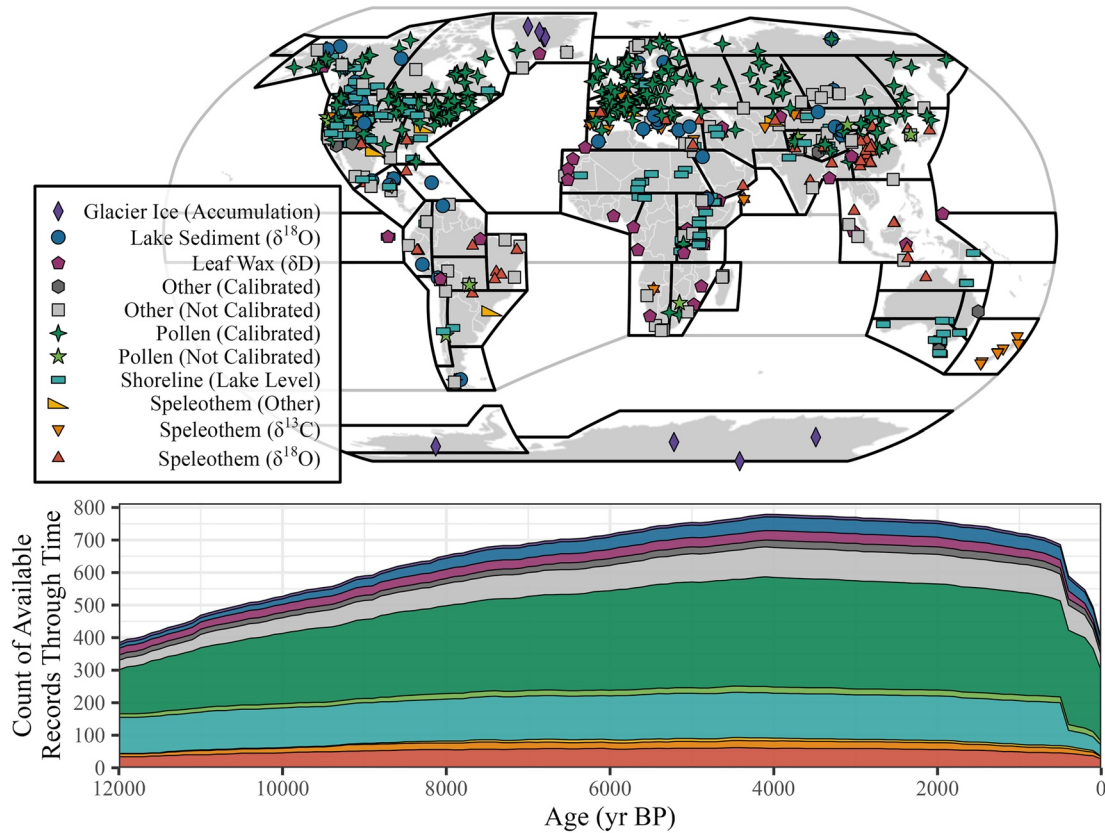 Glacier Ice (Accumulation)
Lake Sediment (δ¹⁸O)
Leaf Wax (δD)
Other (Calibrated)
Other (Not Calibrated)
Pollen (Calibrated)
Pollen (Not Calibrated)
Shoreline (Lake Level)
Speleothem (Other)
Speleothem (δ¹³C)
Speleothem (δ¹⁸O)
Count of Available
Records Through Time
800
700
600
500
400
300
200
100
0
12000 10000 8000 6000 4000 2000 0
Age (yr BP)